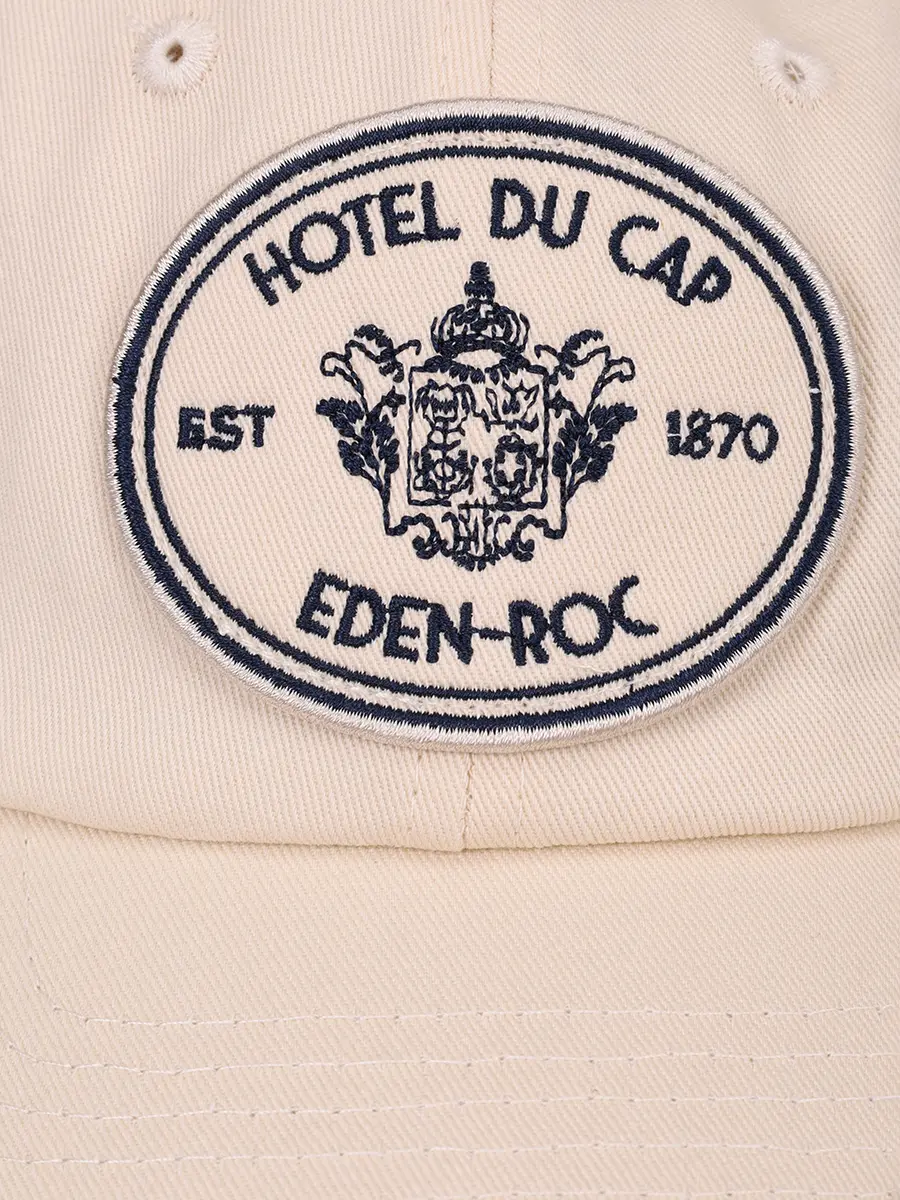 HOTEL DU CAP
EST 1870
EDEN-ROC